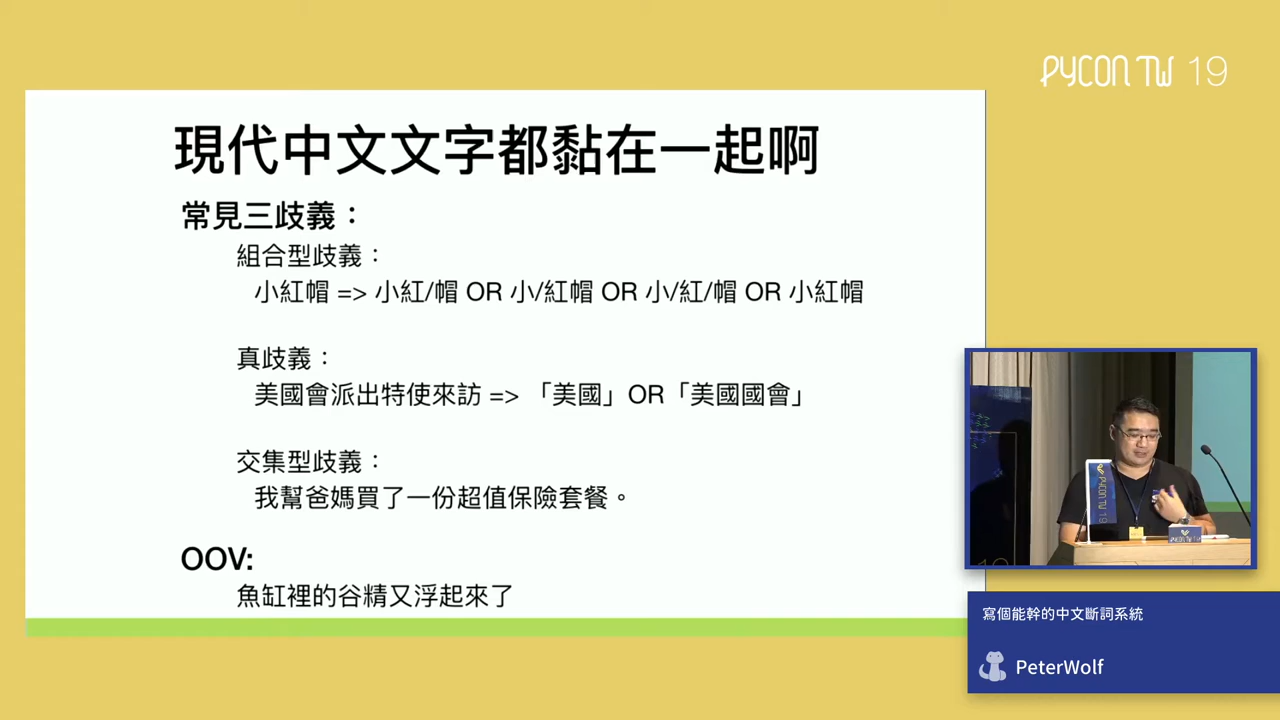 PYCON TW 19
現代中文文字都黏在一起啊
常見三歧義：
組合型歧義：
小紅帽 => 小紅/帽 OR 小/紅帽 OR 小/紅/帽 OR 小紅帽
真歧義：
美國會派出特使來訪 => 「美國」OR「美國國會」
交集型歧義：
我幫爸媽買了一份超值保險套餐。
OOV:
魚缸裡的谷精又浮起來了
PYCON TW 19
寫個能幹的中文斷詞系統
PeterWolf